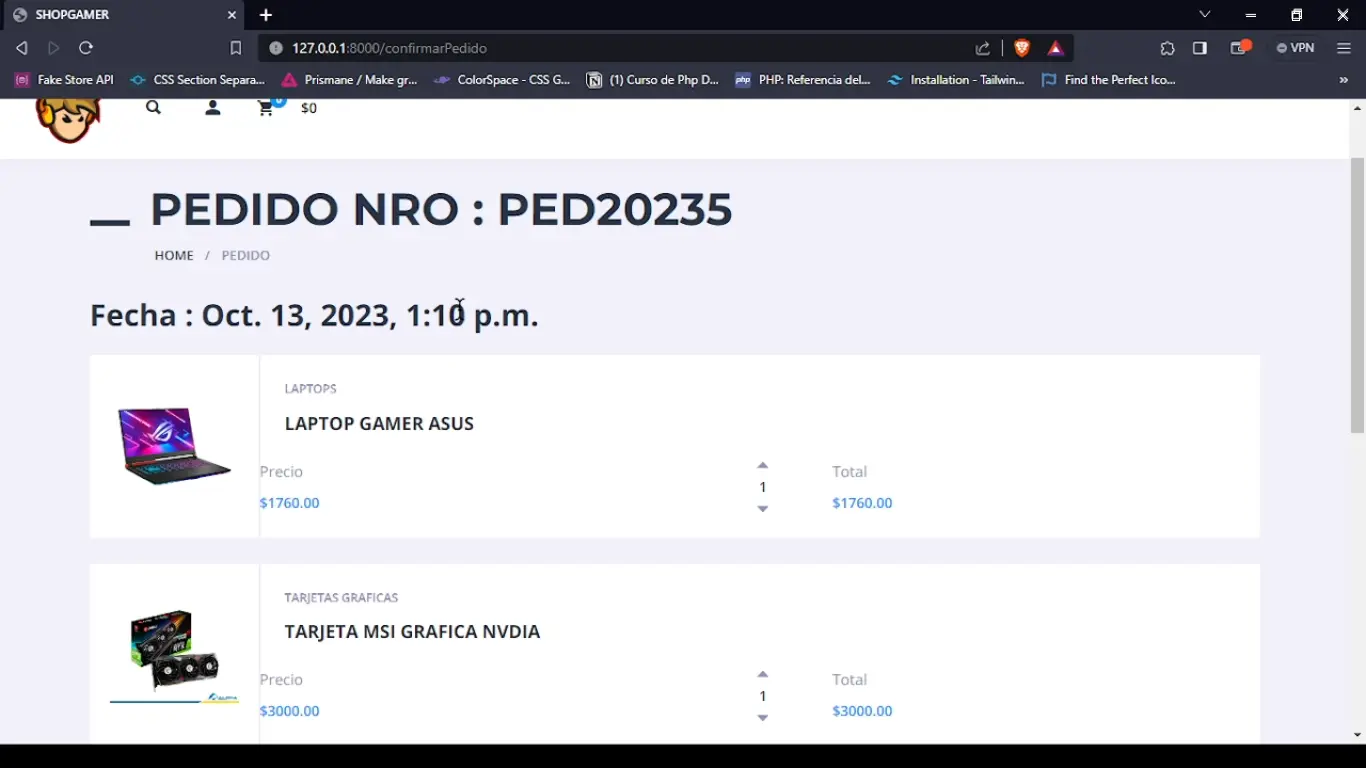 SHOPGAMER
127.0.0.1:8000/confirmarPedido
VPN
Fake Store API
CSS Section Separa...
Prismane / Make gr...
ColorSpace - CSS G...
(1) Curso de Php D...
php
PHP: Referencia del...
Installation - Tailwin...
Find the Perfect Ico...
»
$0
PEDIDO NRO : PED20235
HOME / PEDIDO
Fecha : Oct. 13, 2023, 1:10 p.m.
LAPTOPS
LAPTOP GAMER ASUS
Precio
1
Total
$1760.00
$1760.00
TARJETAS GRAFICAS
TARJETA MSI GRAFICA NVDIA
Precio
1
Total
$3000.00
$3000.00